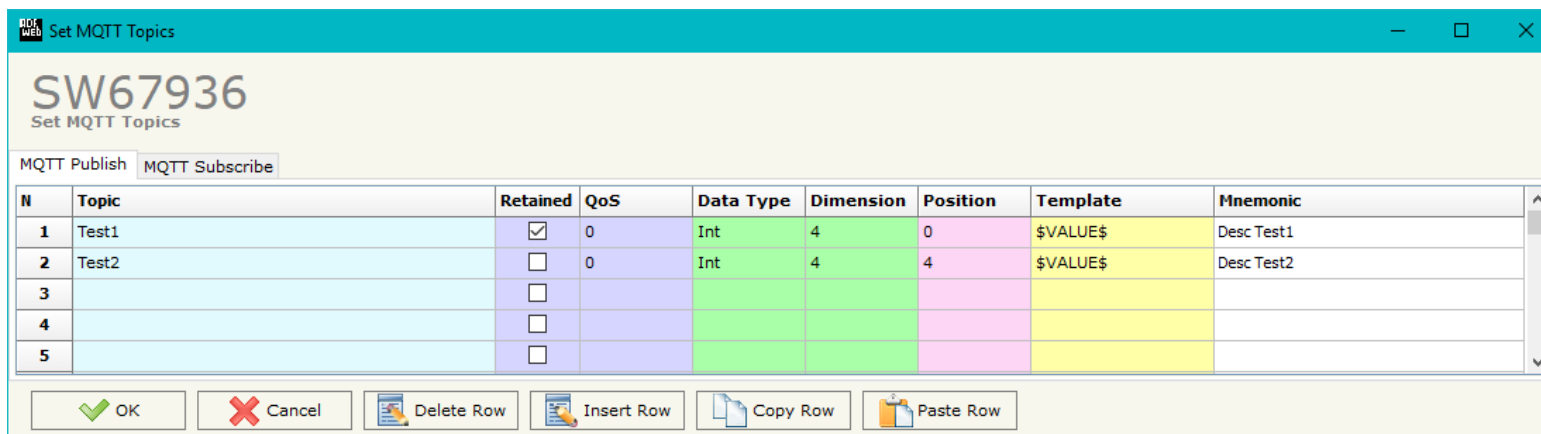 ADF
WEB Set MQTT Topics
SW67936
Set MQTT Topics
MQTT Publish MQTT Subscribe
N Topic Retained QoS Data Type Dimension Position Template Mnemonic
1 Test1 0 Int 4 0 $VALUE$ Desc Test1
2 Test2 0 Int 4 4 $VALUE$ Desc Test2
3
4
5
OK Cancel Delete Row Insert Row Copy Row Paste Row